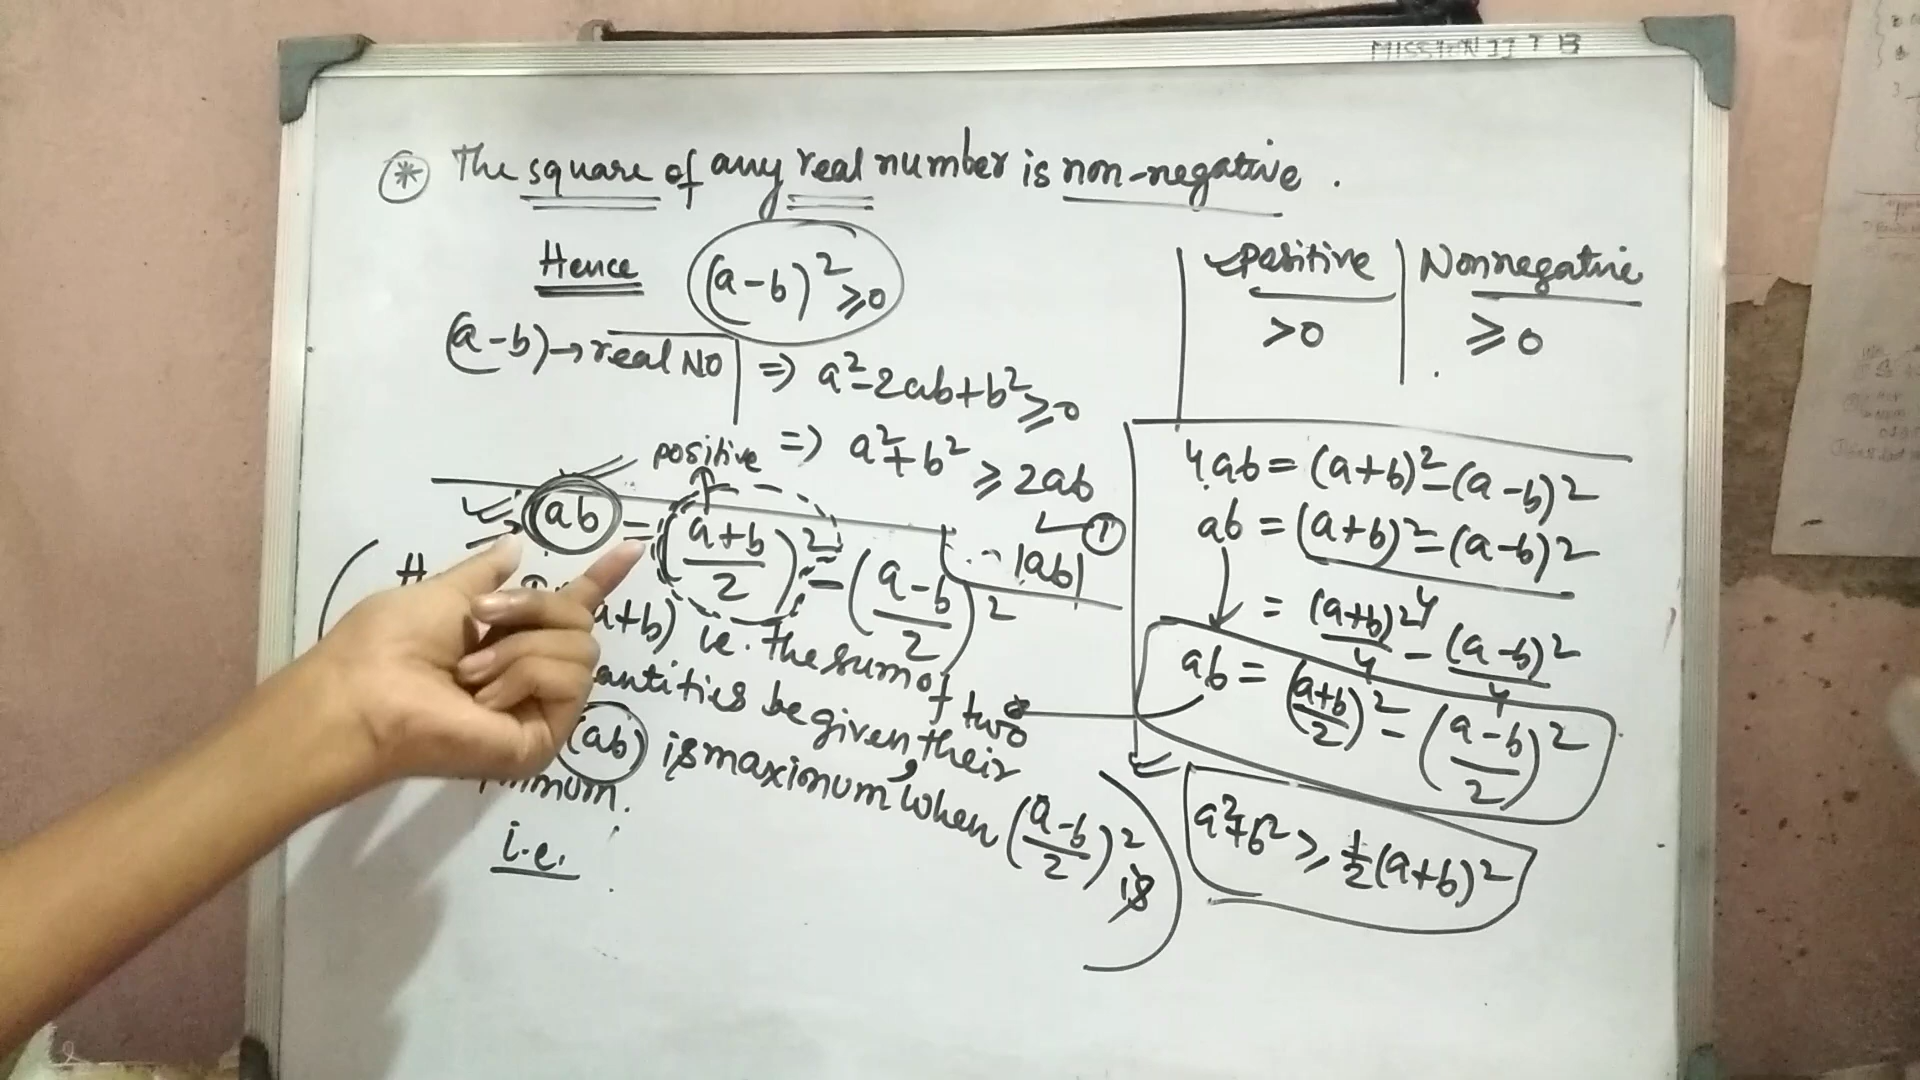 MISSION IIT B
* The square of any real number is non-negative.
Hence (a-b)² ≥ 0
(a-b) → real NO
⇒ a²-2ab+b² ≥ 0
⇒ a²+b² ≥ 2ab
1
positive
ab = ((a+b)/2)² - ((a-b)/2)²
|ab|
a+b) i.e. the sum of two
antities be given, their
(ab) is maximum when ((a-b)/2)² is
i.e.
Positive | Nonnegative
>0 | ≥ 0
4ab = (a+b)² - (a-b)²
ab = (a+b)² = (a-b)²
4
= (a+b)²/4 - (a-b)²/4
ab = ((a+b)/2)² - ((a-b)/2)²
a²+b² ≥ 1/2 (a+b)²